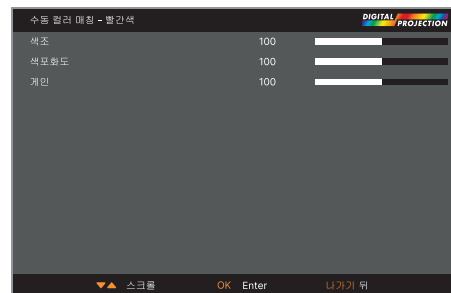 수동 컬러 매칭 - 빨간색
DIGITAL PROJECTION
색조 100
색포화도 100
게인 100
▼▲ 스크롤 OK Enter 나가기 뒤